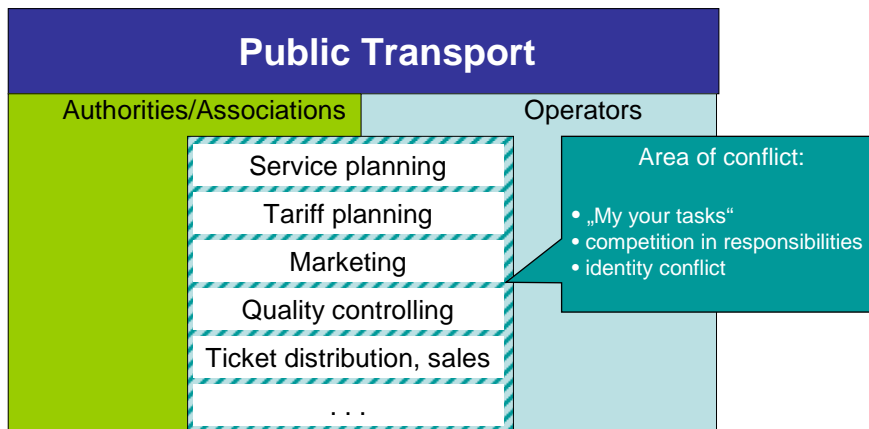 Public Transport
Authorities/Associations
Operators
Service planning
Tariff planning
Marketing
Quality controlling
Ticket distribution, sales
. . .
Area of conflict:
• „My your tasks“
• competition in responsibilities
• identity conflict